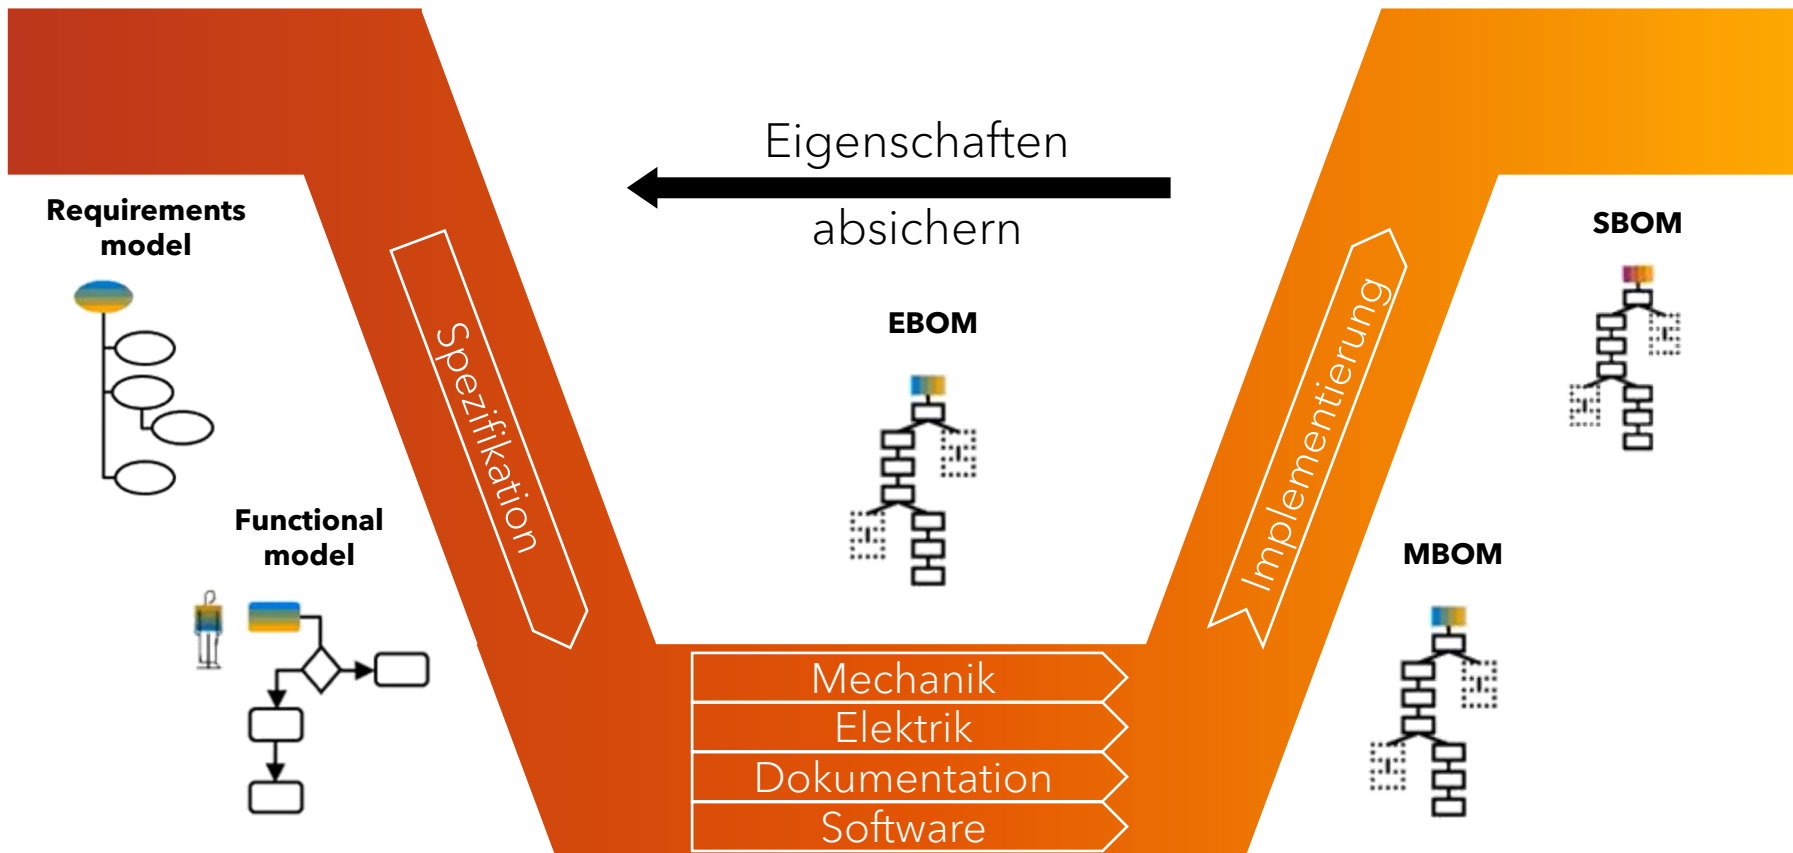 Eigenschaften
absichern
Requirements
model
Functional
model
Spezifikation
EBOM
Mechanik
Elektrik
Dokumentation
Software
Implementierung
SBOM
MBOM